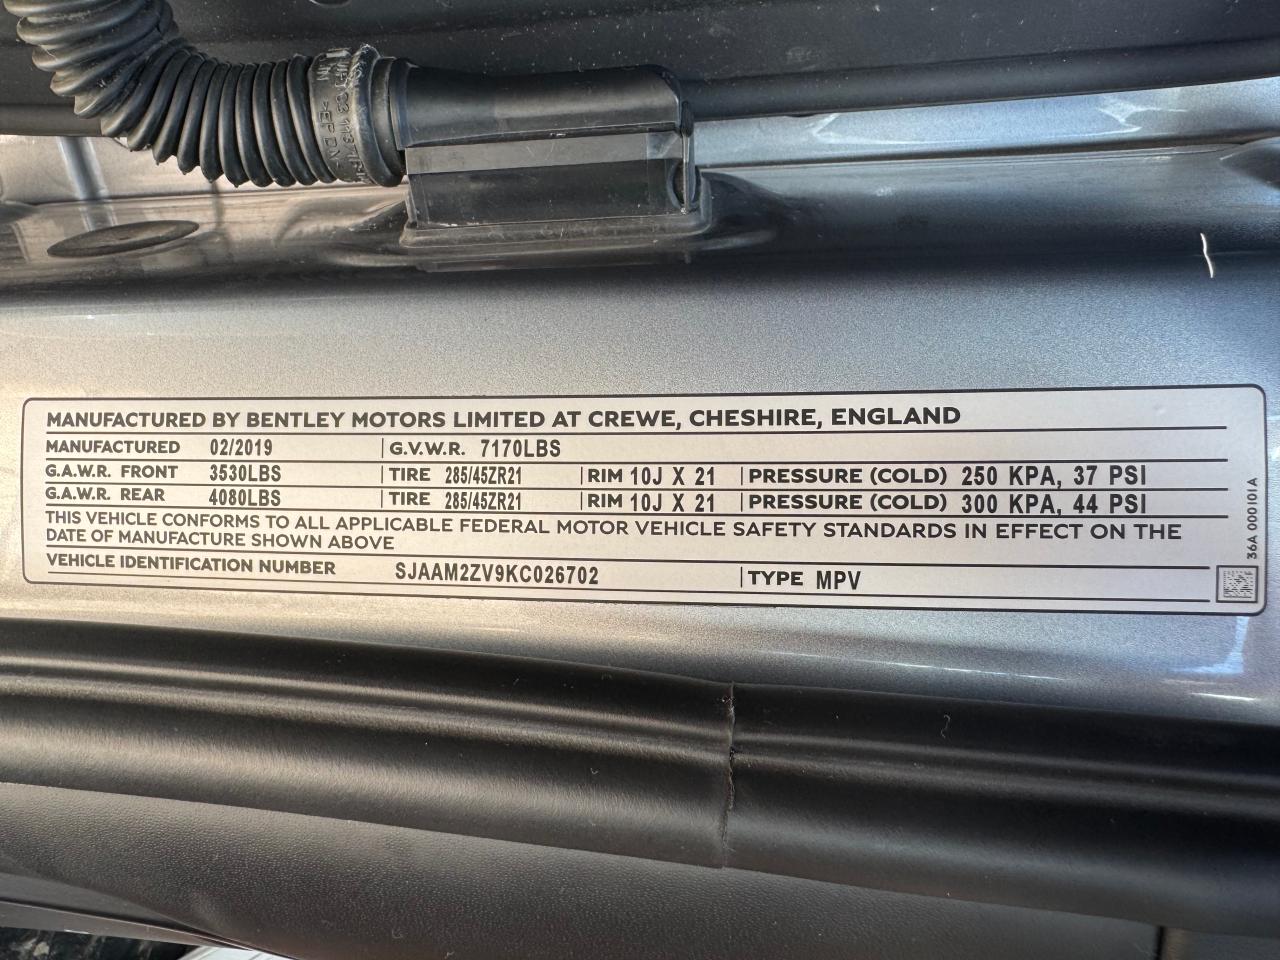 MANUFACTURED BY BENTLEY MOTORS LIMITED AT CREWE, CHESHIRE, ENGLAND
MANUFACTURED 02/2019 G.V.W.R. 7170LBS
G.A.W.R. FRONT 3530LBS TIRE 285/45ZR21 RIM 10J X 21 PRESSURE (COLD) 250 KPA, 37 PSI
G.A.W.R. REAR 4080LBS TIRE 285/45ZR21 RIM 10J X 21 PRESSURE (COLD) 300 KPA, 44 PSI
THIS VEHICLE CONFORMS TO ALL APPLICABLE FEDERAL MOTOR VEHICLE SAFETY STANDARDS IN EFFECT ON THE
DATE OF MANUFACTURE SHOWN ABOVE
VEHICLE IDENTIFICATION NUMBER SJAAM2ZV9KC026702 TYPE MPV
36A 000101 A